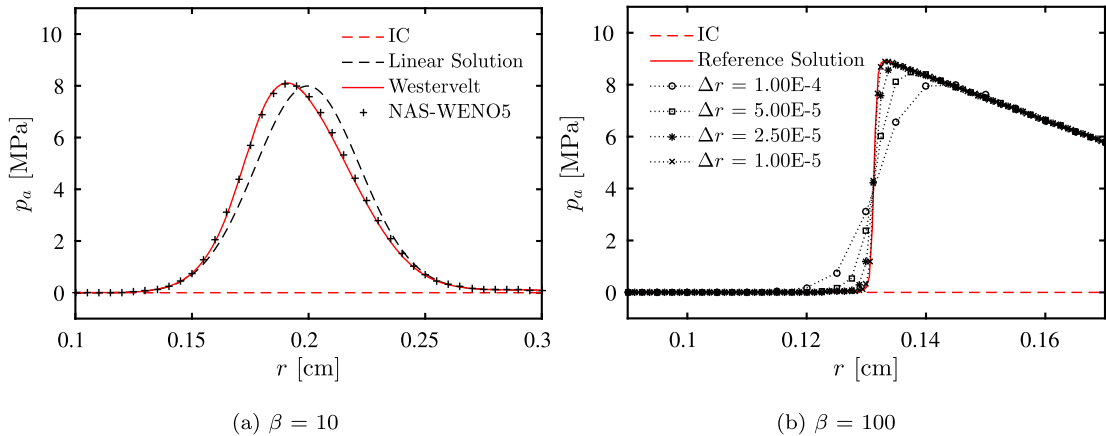 IC
Linear Solution
Westervelt
NAS-WENO5
10
8
6
4
2
0
p_a [MPa]
0.1
0.15
0.2
0.25
0.3
r [cm]
(a) β = 10
IC
Reference Solution
Δr = 1.00E-4
Δr = 5.00E-5
Δr = 2.50E-5
Δr = 1.00E-5
10
8
6
4
2
0
p_a [MPa]
0.1
0.12
0.14
0.16
r [cm]
(b) β = 100